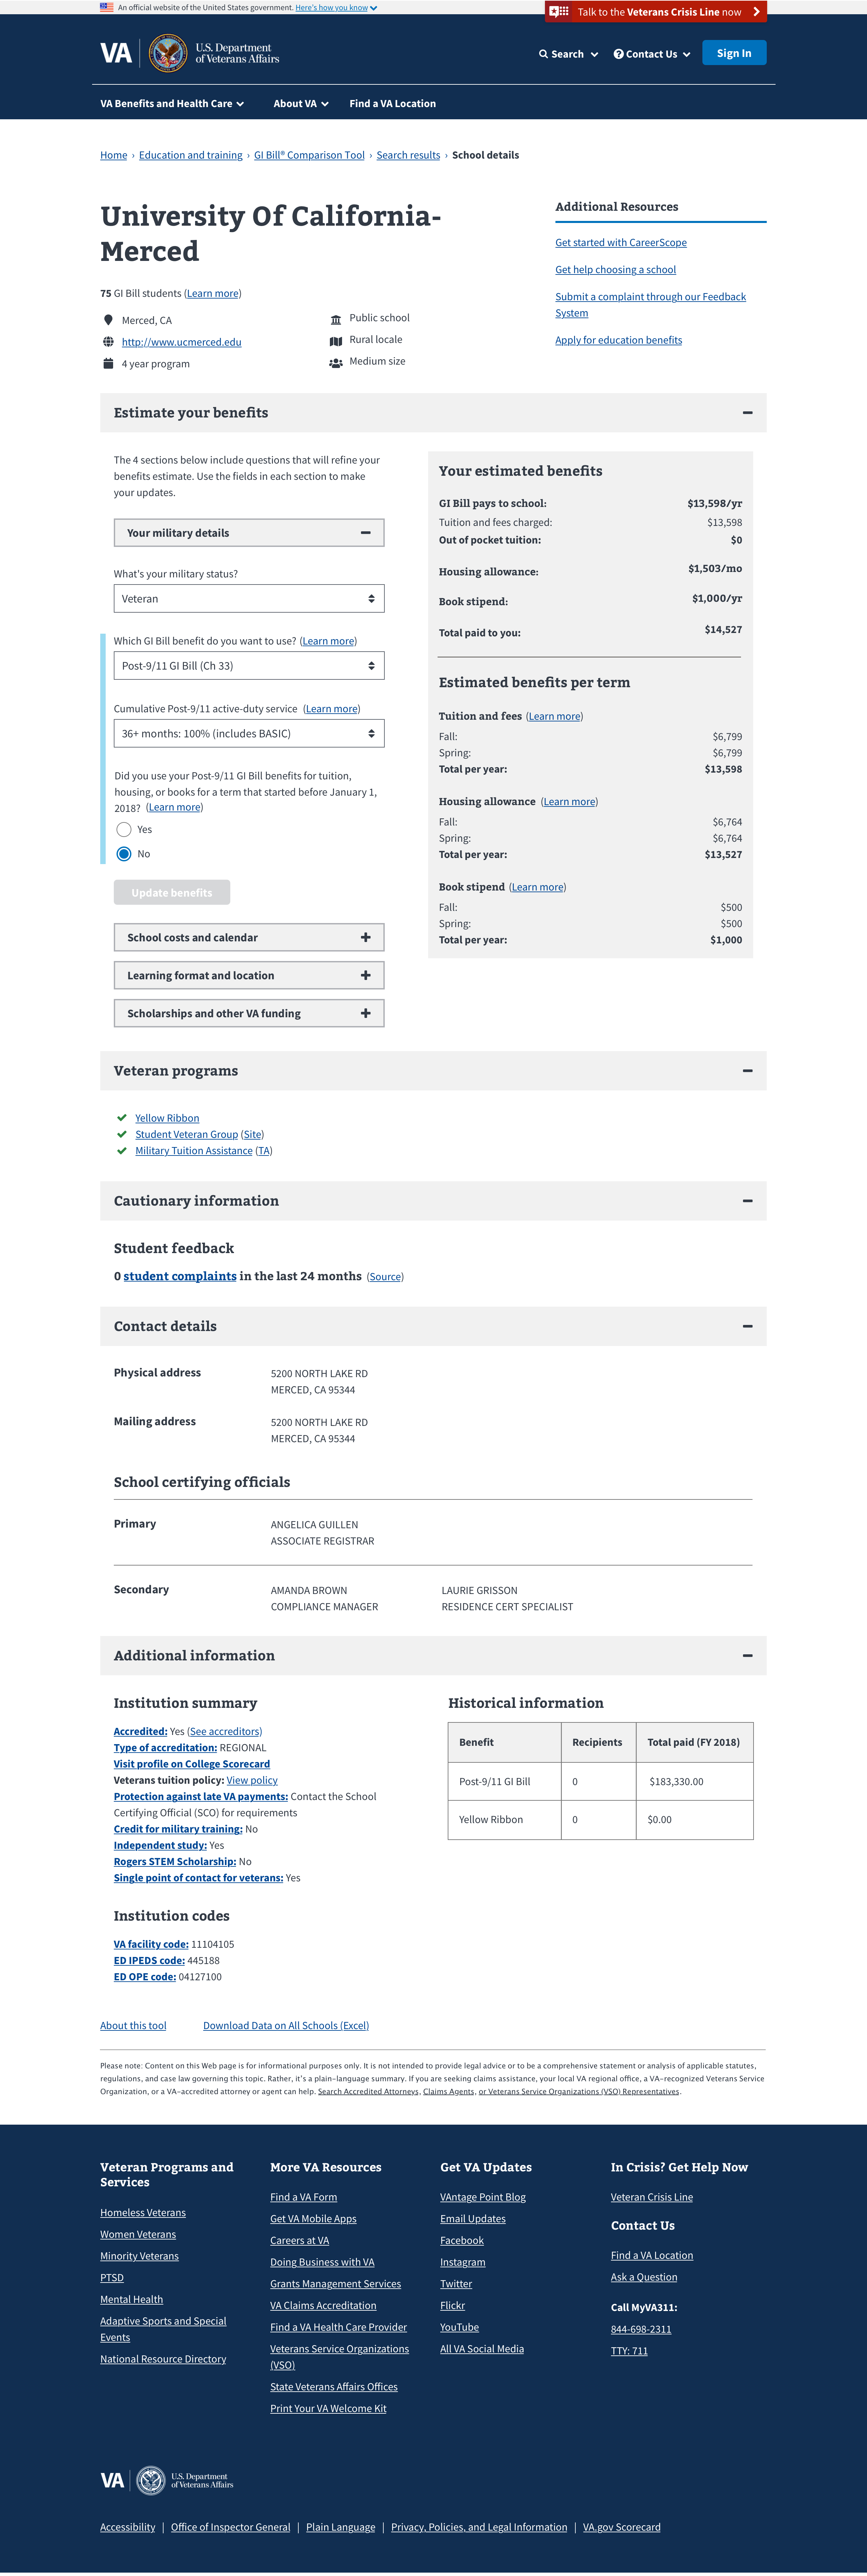 An official website of the United States government. Here's how you know
Talk to the Veterans Crisis Line now
VA
U.S. Department
of Veterans Affairs
Search
Contact Us
Sign In
VA Benefits and Health Care
About VA
Find a VA Location
Home › Education and training › GI Bill® Comparison Tool › Search results › School details
University Of California-
Merced
75 GI Bill students (Learn more)
Merced, CA
http://www.ucmerced.edu
4 year program
Public school
Rural locale
Medium size
Additional Resources
Get started with CareerScope
Get help choosing a school
Submit a complaint through our Feedback
System
Apply for education benefits
Estimate your benefits
The 4 sections below include questions that will refine your
benefits estimate. Use the fields in each section to make
your updates.
Your military details
What's your military status?
Veteran
Which GI Bill benefit do you want to use? (Learn more)
Post-9/11 GI Bill (Ch 33)
Cumulative Post-9/11 active-duty service (Learn more)
36+ months: 100% (includes BASIC)
Did you use your Post-9/11 GI Bill benefits for tuition,
housing, or books for a term that started before January 1,
2018? (Learn more)
Yes
No
Update benefits
School costs and calendar
Learning format and location
Scholarships and other VA funding
Your estimated benefits
GI Bill pays to school: $13,598/yr
Tuition and fees charged: $13,598
Out of pocket tuition: $0
Housing allowance: $1,503/mo
Book stipend: $1,000/yr
Total paid to you: $14,527
Estimated benefits per term
Tuition and fees (Learn more)
Fall: $6,799
Spring: $6,799
Total per year: $13,598
Housing allowance (Learn more)
Fall: $6,764
Spring: $6,764
Total per year: $13,527
Book stipend (Learn more)
Fall: $500
Spring: $500
Total per year: $1,000
Veteran programs
Yellow Ribbon
Student Veteran Group (Site)
Military Tuition Assistance (TA)
Cautionary information
Student feedback
0 student complaints in the last 24 months (Source)
Contact details
Physical address
5200 NORTH LAKE RD
MERCED, CA 95344
Mailing address
5200 NORTH LAKE RD
MERCED, CA 95344
School certifying officials
Primary
ANGELICA GUILLEN
ASSOCIATE REGISTRAR
Secondary
AMANDA BROWN
COMPLIANCE MANAGER
LAURIE GRISSON
RESIDENCE CERT SPECIALIST
Additional information
Institution summary
Accredited: Yes (See accreditors)
Type of accreditation: REGIONAL
Visit profile on College Scorecard
Veterans tuition policy: View policy
Protection against late VA payments: Contact the School
Certifying Official (SCO) for requirements
Credit for military training: No
Independent study: Yes
Rogers STEM Scholarship: No
Single point of contact for veterans: Yes
Historical information
Benefit Recipients Total paid (FY 2018)
Post-9/11 GI Bill 0 $183,330.00
Yellow Ribbon 0 $0.00
Institution codes
VA facility code: 11104105
ED IPEDS code: 445188
ED OPE code: 04127100
About this tool
Download Data on All Schools (Excel)
Please note: Content on this Web page is for informational purposes only. It is not intended to provide legal advice or to be a comprehensive statement or analysis of applicable statutes,
regulations, and case law governing this topic. Rather, it's a plain-language summary. If you are seeking claims assistance, your local VA regional office, a VA-recognized Veterans Service
Organization, or a VA-accredited attorney or agent can help. Search Accredited Attorneys, Claims Agents, or Veterans Service Organizations (VSO) Representatives.
Veteran Programs and
Services
Homeless Veterans
Women Veterans
Minority Veterans
PTSD
Mental Health
Adaptive Sports and Special
Events
National Resource Directory
More VA Resources
Find a VA Form
Get VA Mobile Apps
Careers at VA
Doing Business with VA
Grants Management Services
VA Claims Accreditation
Find a VA Health Care Provider
Veterans Service Organizations
(VSO)
State Veterans Affairs Offices
Print Your VA Welcome Kit
Get VA Updates
VAntage Point Blog
Email Updates
Facebook
Instagram
Twitter
Flickr
YouTube
All VA Social Media
In Crisis? Get Help Now
Veteran Crisis Line
Contact Us
Find a VA Location
Ask a Question
Call MyVA311:
844-698-2311
TTY: 711
VA
U.S. Department
of Veterans Affairs
Accessibility | Office of Inspector General | Plain Language | Privacy, Policies, and Legal Information | VA.gov Scorecard